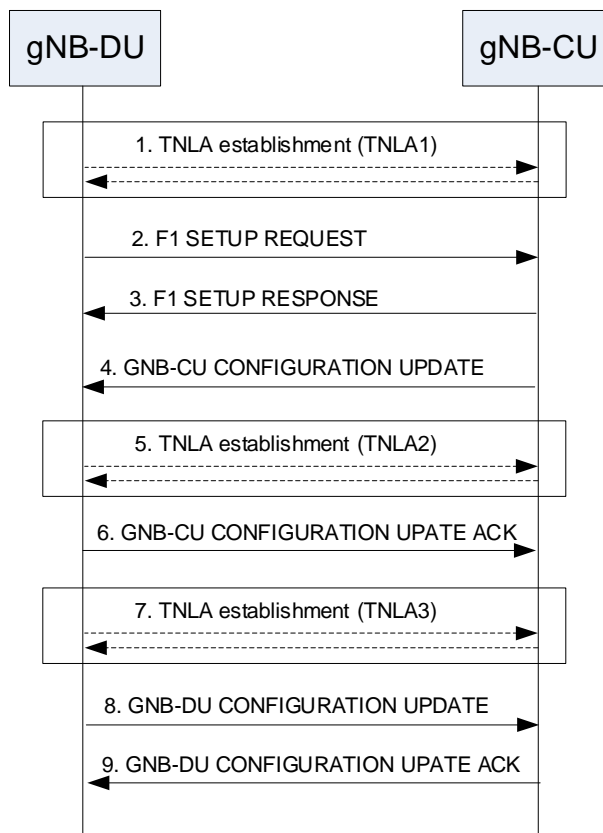 gNB-DU
gNB-CU
1. TNLA establishment (TNLA1)
2. F1 SETUP REQUEST
3. F1 SETUP RESPONSE
4. GNB-CU CONFIGURATION UPDATE
5. TNLA establishment (TNLA2)
6. GNB-CU CONFIGURATION UPATE ACK
7. TNLA establishment (TNLA3)
8. GNB-DU CONFIGURATION UPDATE
9. GNB-DU CONFIGURATION UPATE ACK